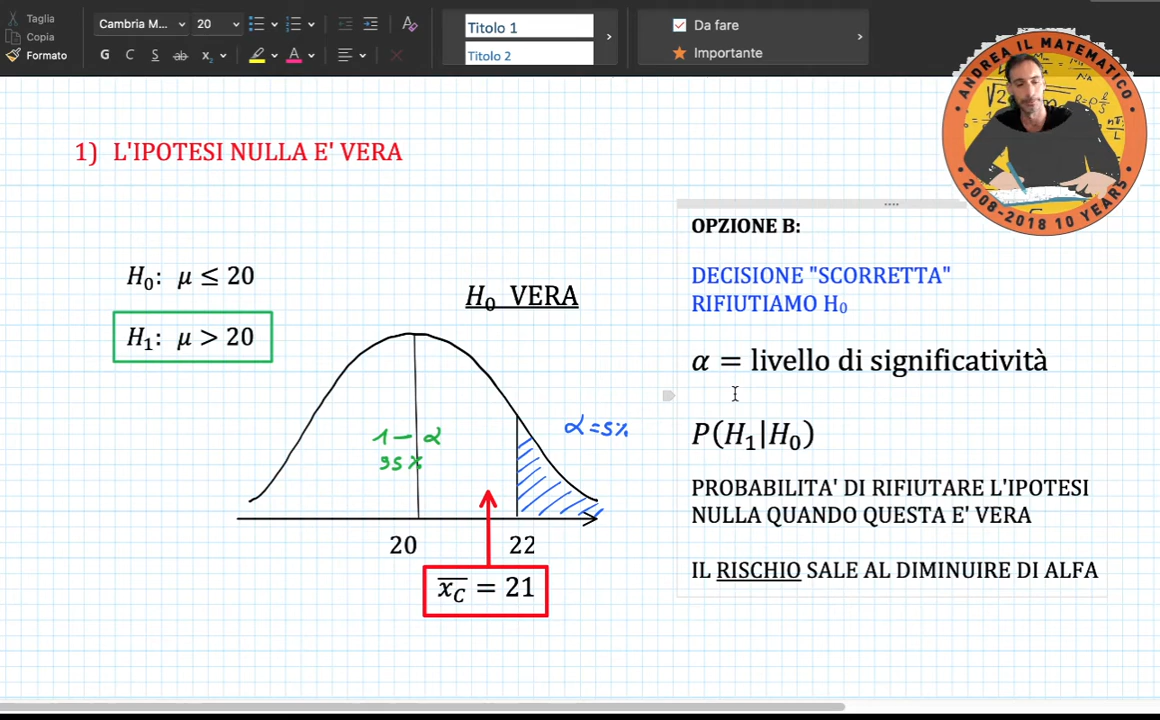 Taglia
Copia
Formato
Cambria M...
20
G C S ab x₂ A
Titolo 1
Titolo 2
Da fare
Importante
ANDREA IL MATEMATICO
2008-2018 10 YEARS
1) L'IPOTESI NULLA E' VERA
H₀: μ ≤ 20
H₁: μ > 20
H₀ VERA
1 - α
95%
α = 5%
20
22
x̅_C = 21
OPZIONE B:
DECISIONE "SCORRETTA"
RIFIUTIAMO H₀
α = livello di significatività
P(H₁|H₀)
PROBABILITA' DI RIFIUTARE L'IPOTESI
NULLA QUANDO QUESTA E' VERA
IL RISCHIO SALE AL DIMINUIRE DI ALFA